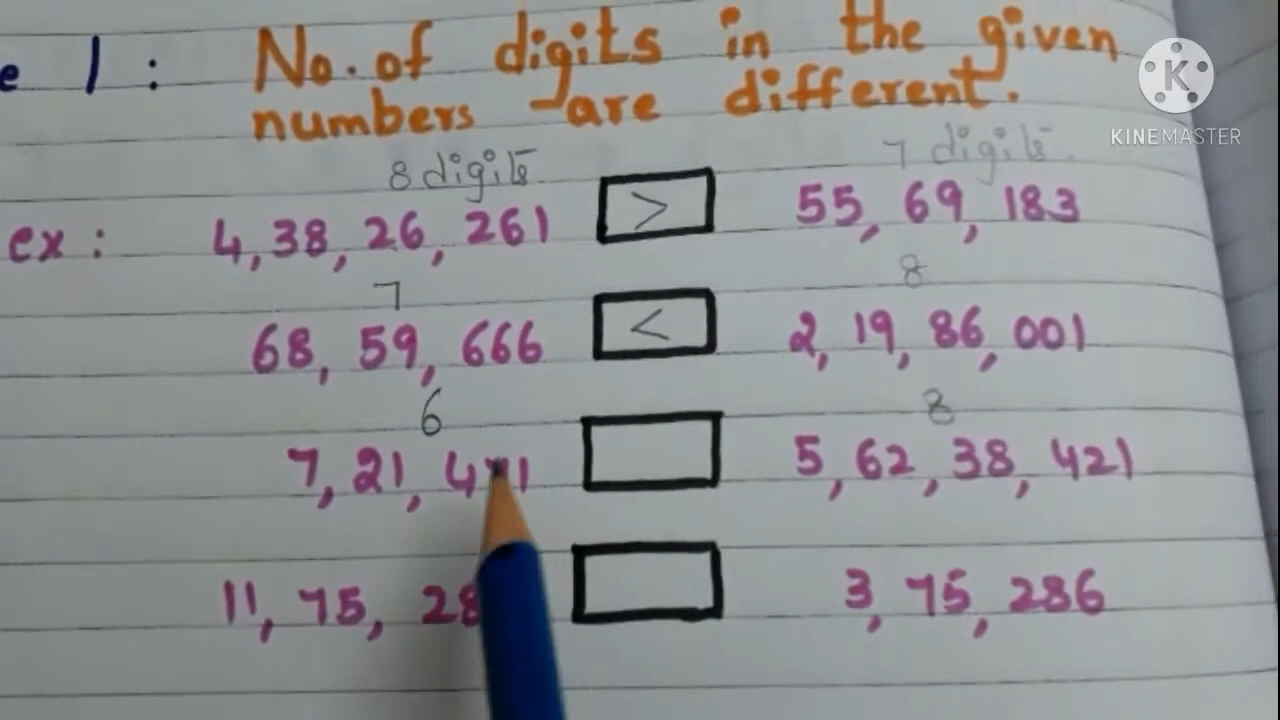 e 1 : No. of digits in the given
numbers are different.
8 digits 7 digits.
ex : 4,38,26,261 > 55,69,183
7 8
68,59,666 < 2,19,86,001
6 8
7,21, 5,62,38,421
11,75, 3,75,286
K
KINEMASTER